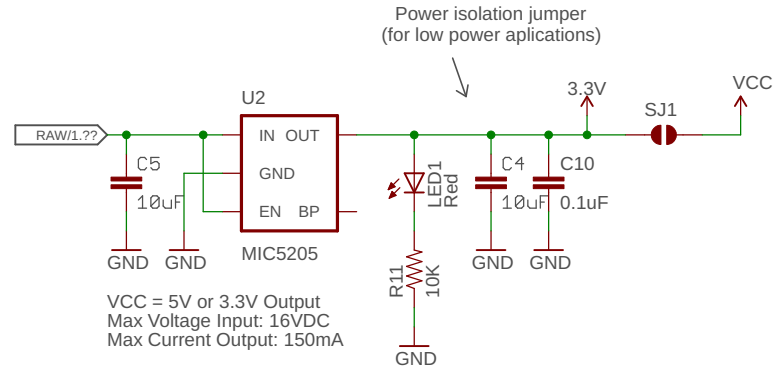 Power isolation jumper
(for low power aplications)
U2
3.3V
VCC
SJ1
RAW/1.??
IN OUT
GND
EN BP
C5
10uF
LED1
Red
C4
10uF
C10
0.1uF
GND
GND
MIC5205
R11
10K
GND
GND
VCC = 5V or 3.3V Output
Max Voltage Input: 16VDC
Max Current Output: 150mA
GND